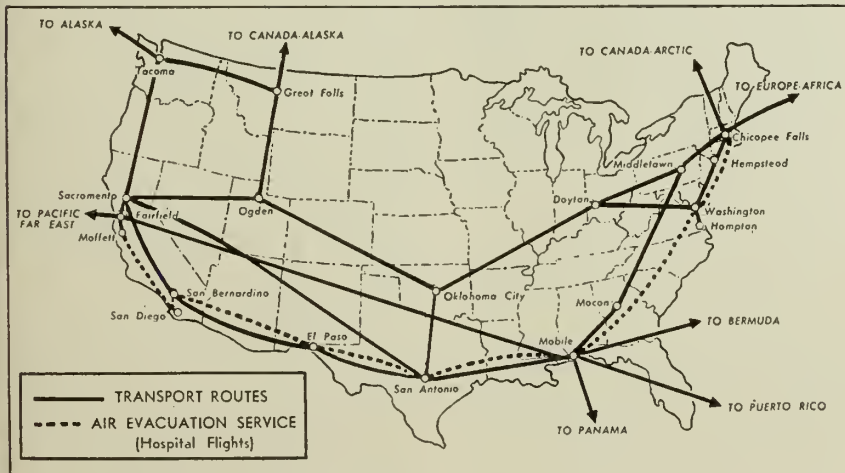 TO ALASKA
TO CANADA-ALASKA
TO CANADA-ARCTIC
TO EUROPE-AFRICA
Tacoma
Great Falls
Chicopee Falls
Middletown
Hempstead
Sacramento
Ogden
Dayton
Washington
TO PACIFIC
FAR EAST
Fairfield
Hampton
Moffett
San Bernardino
Oklahoma City
Macon
San Diego
El Paso
Mobile
TO BERMUDA
San Antonio
TRANSPORT ROUTES
AIR EVACUATION SERVICE
(Hospital Flights)
TO PUERTO RICO
TO PANAMA